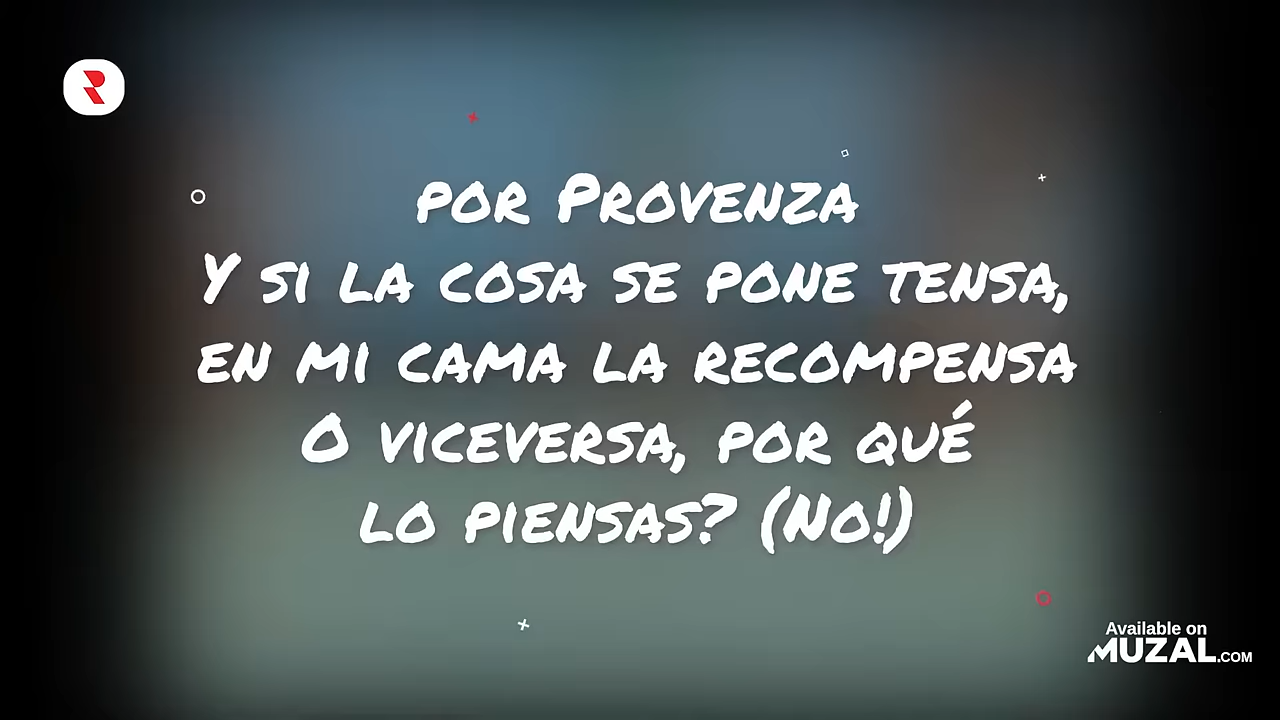 por Provenza
Y si la cosa se pone tensa,
en mi cama la recompensa
O viceversa, por qué
lo piensas? (No!)
Available on
MUZAL.COM